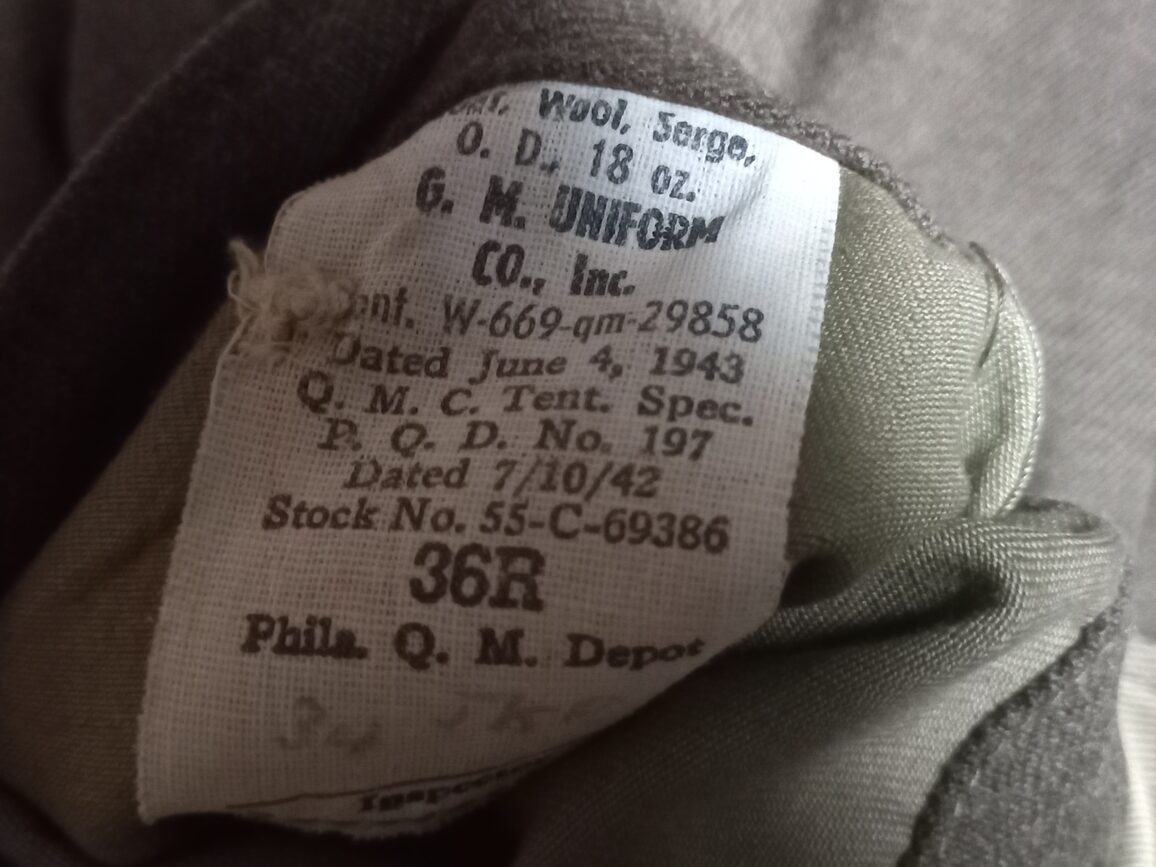 Wool, Serge,
O. D., 18 oz.
G. M. UNIFORM
CO., Inc.
W-669-qm-29858
Dated June 4, 1943
Q. M. C. Tent. Spec.
P. Q. D. No. 197
Dated 7/10/42
Stock No. 55-C-69386
36R
Phila. Q. M. Depot